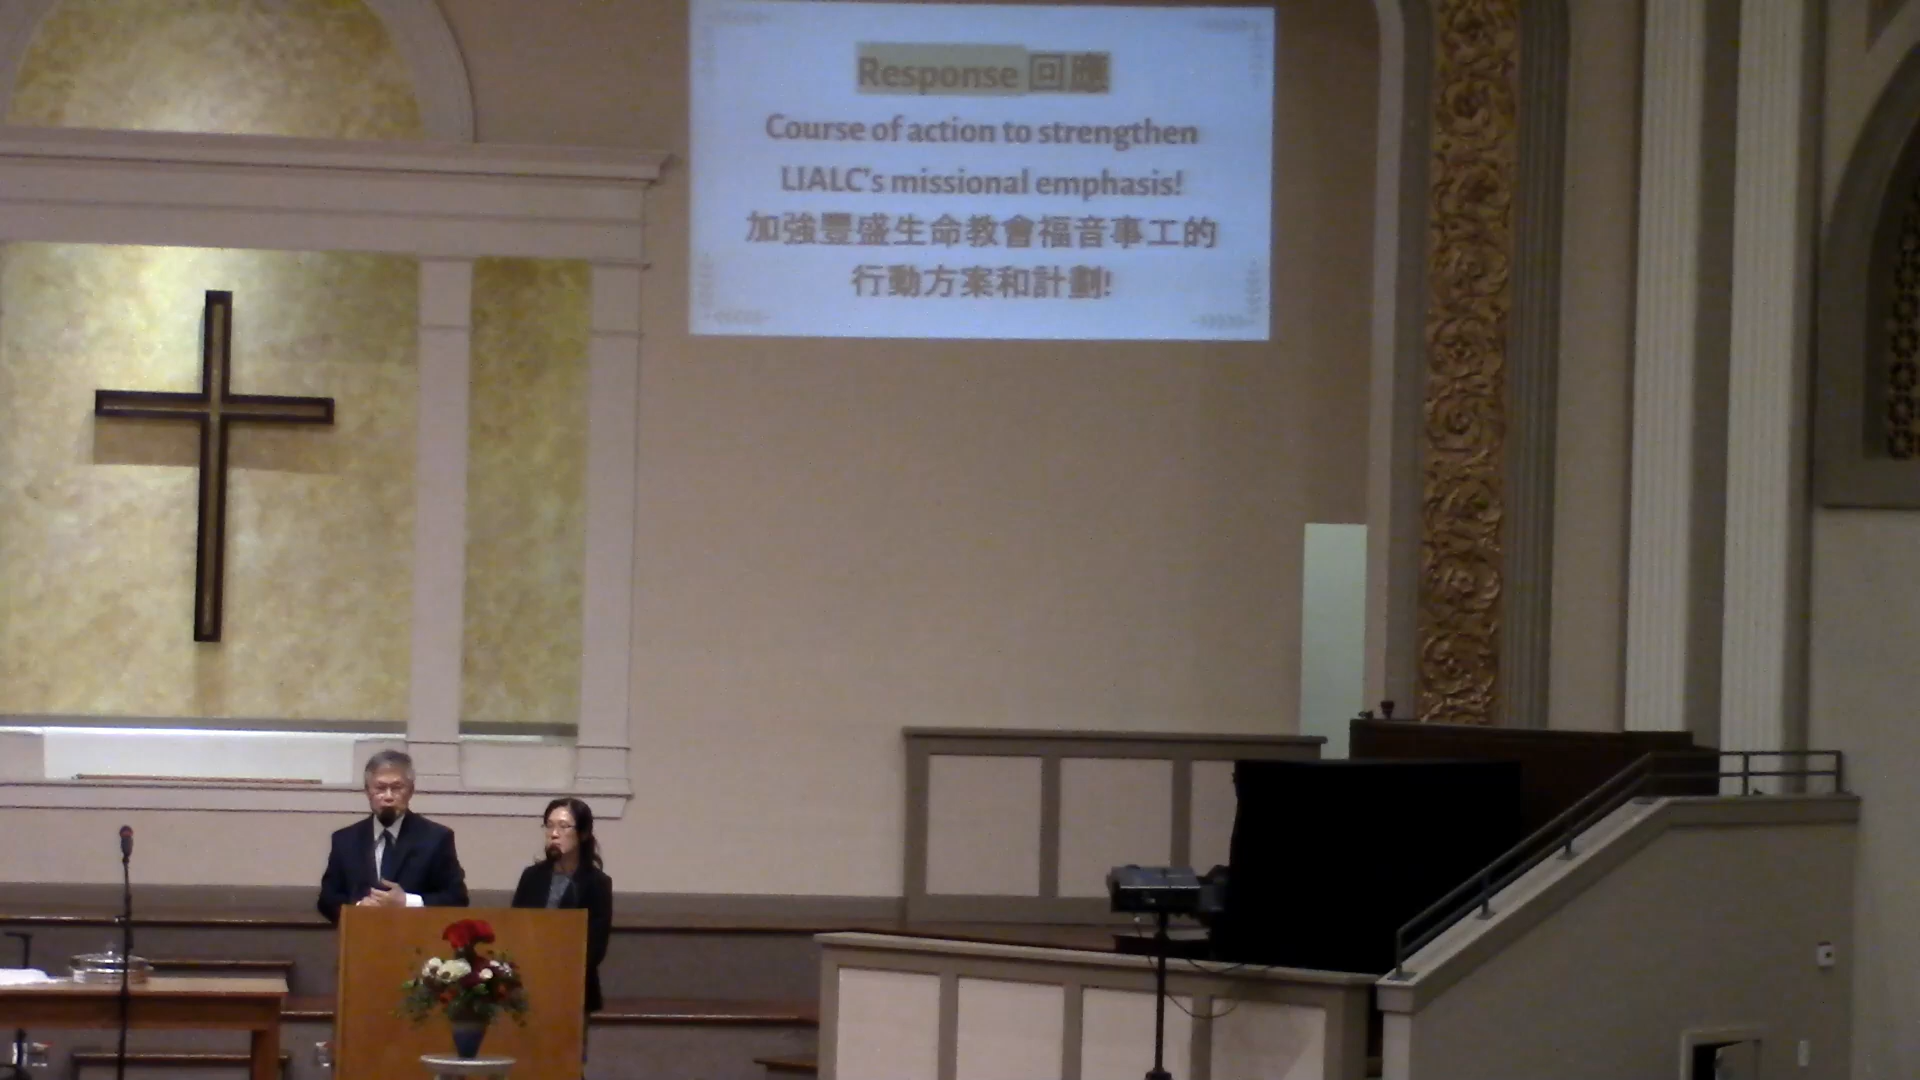 Response 回應
Course of action to strengthen
LIALC's missional emphasis!
加強豐盛生命教會福音事工的
行動方案和計劃!